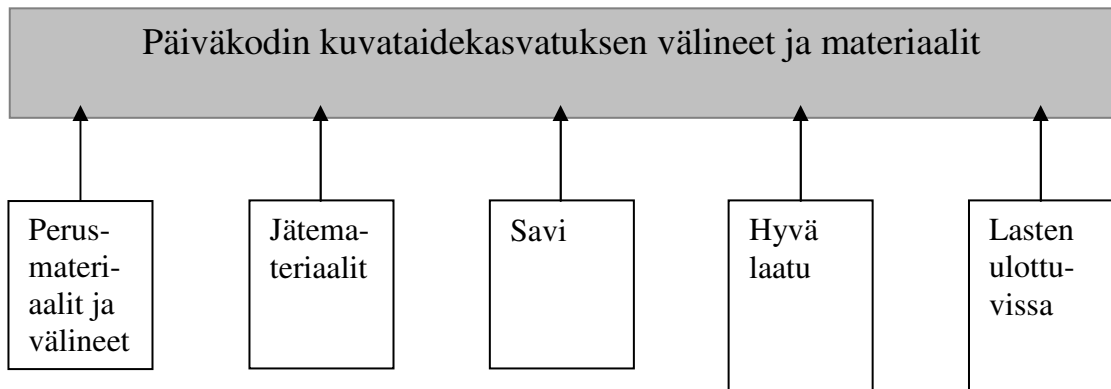 Päiväkodin kuvataidekasvatuksen välineet ja materiaalit
Perus-
materi-
aalit ja
välineet
Jätema-
teriaalit
Savi
Hyvä
laatu
Lasten
ulottu-
vissa